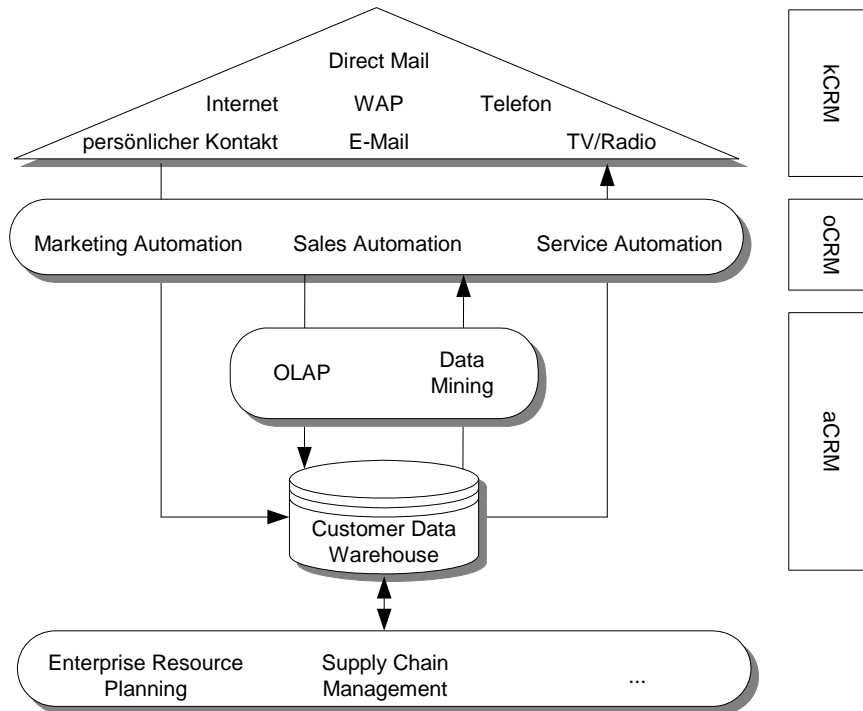 Direct Mail
Internet WAP Telefon
persönlicher Kontakt E-Mail TV/Radio
kCRM
Marketing Automation Sales Automation Service Automation
oCRM
OLAP
Data
Mining
aCRM
Customer Data
Warehouse
Enterprise Resource
Planning
Supply Chain
Management
...